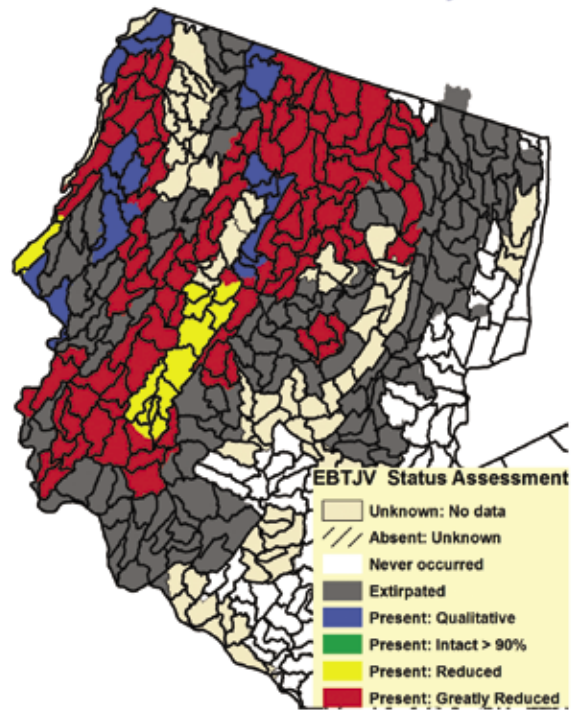 EBTJV Status Assessment
Unknown: No data
Absent: Unknown
Never occurred
Extirpated
Present: Qualitative
Present: Intact > 90%
Present: Reduced
Present: Greatly Reduced